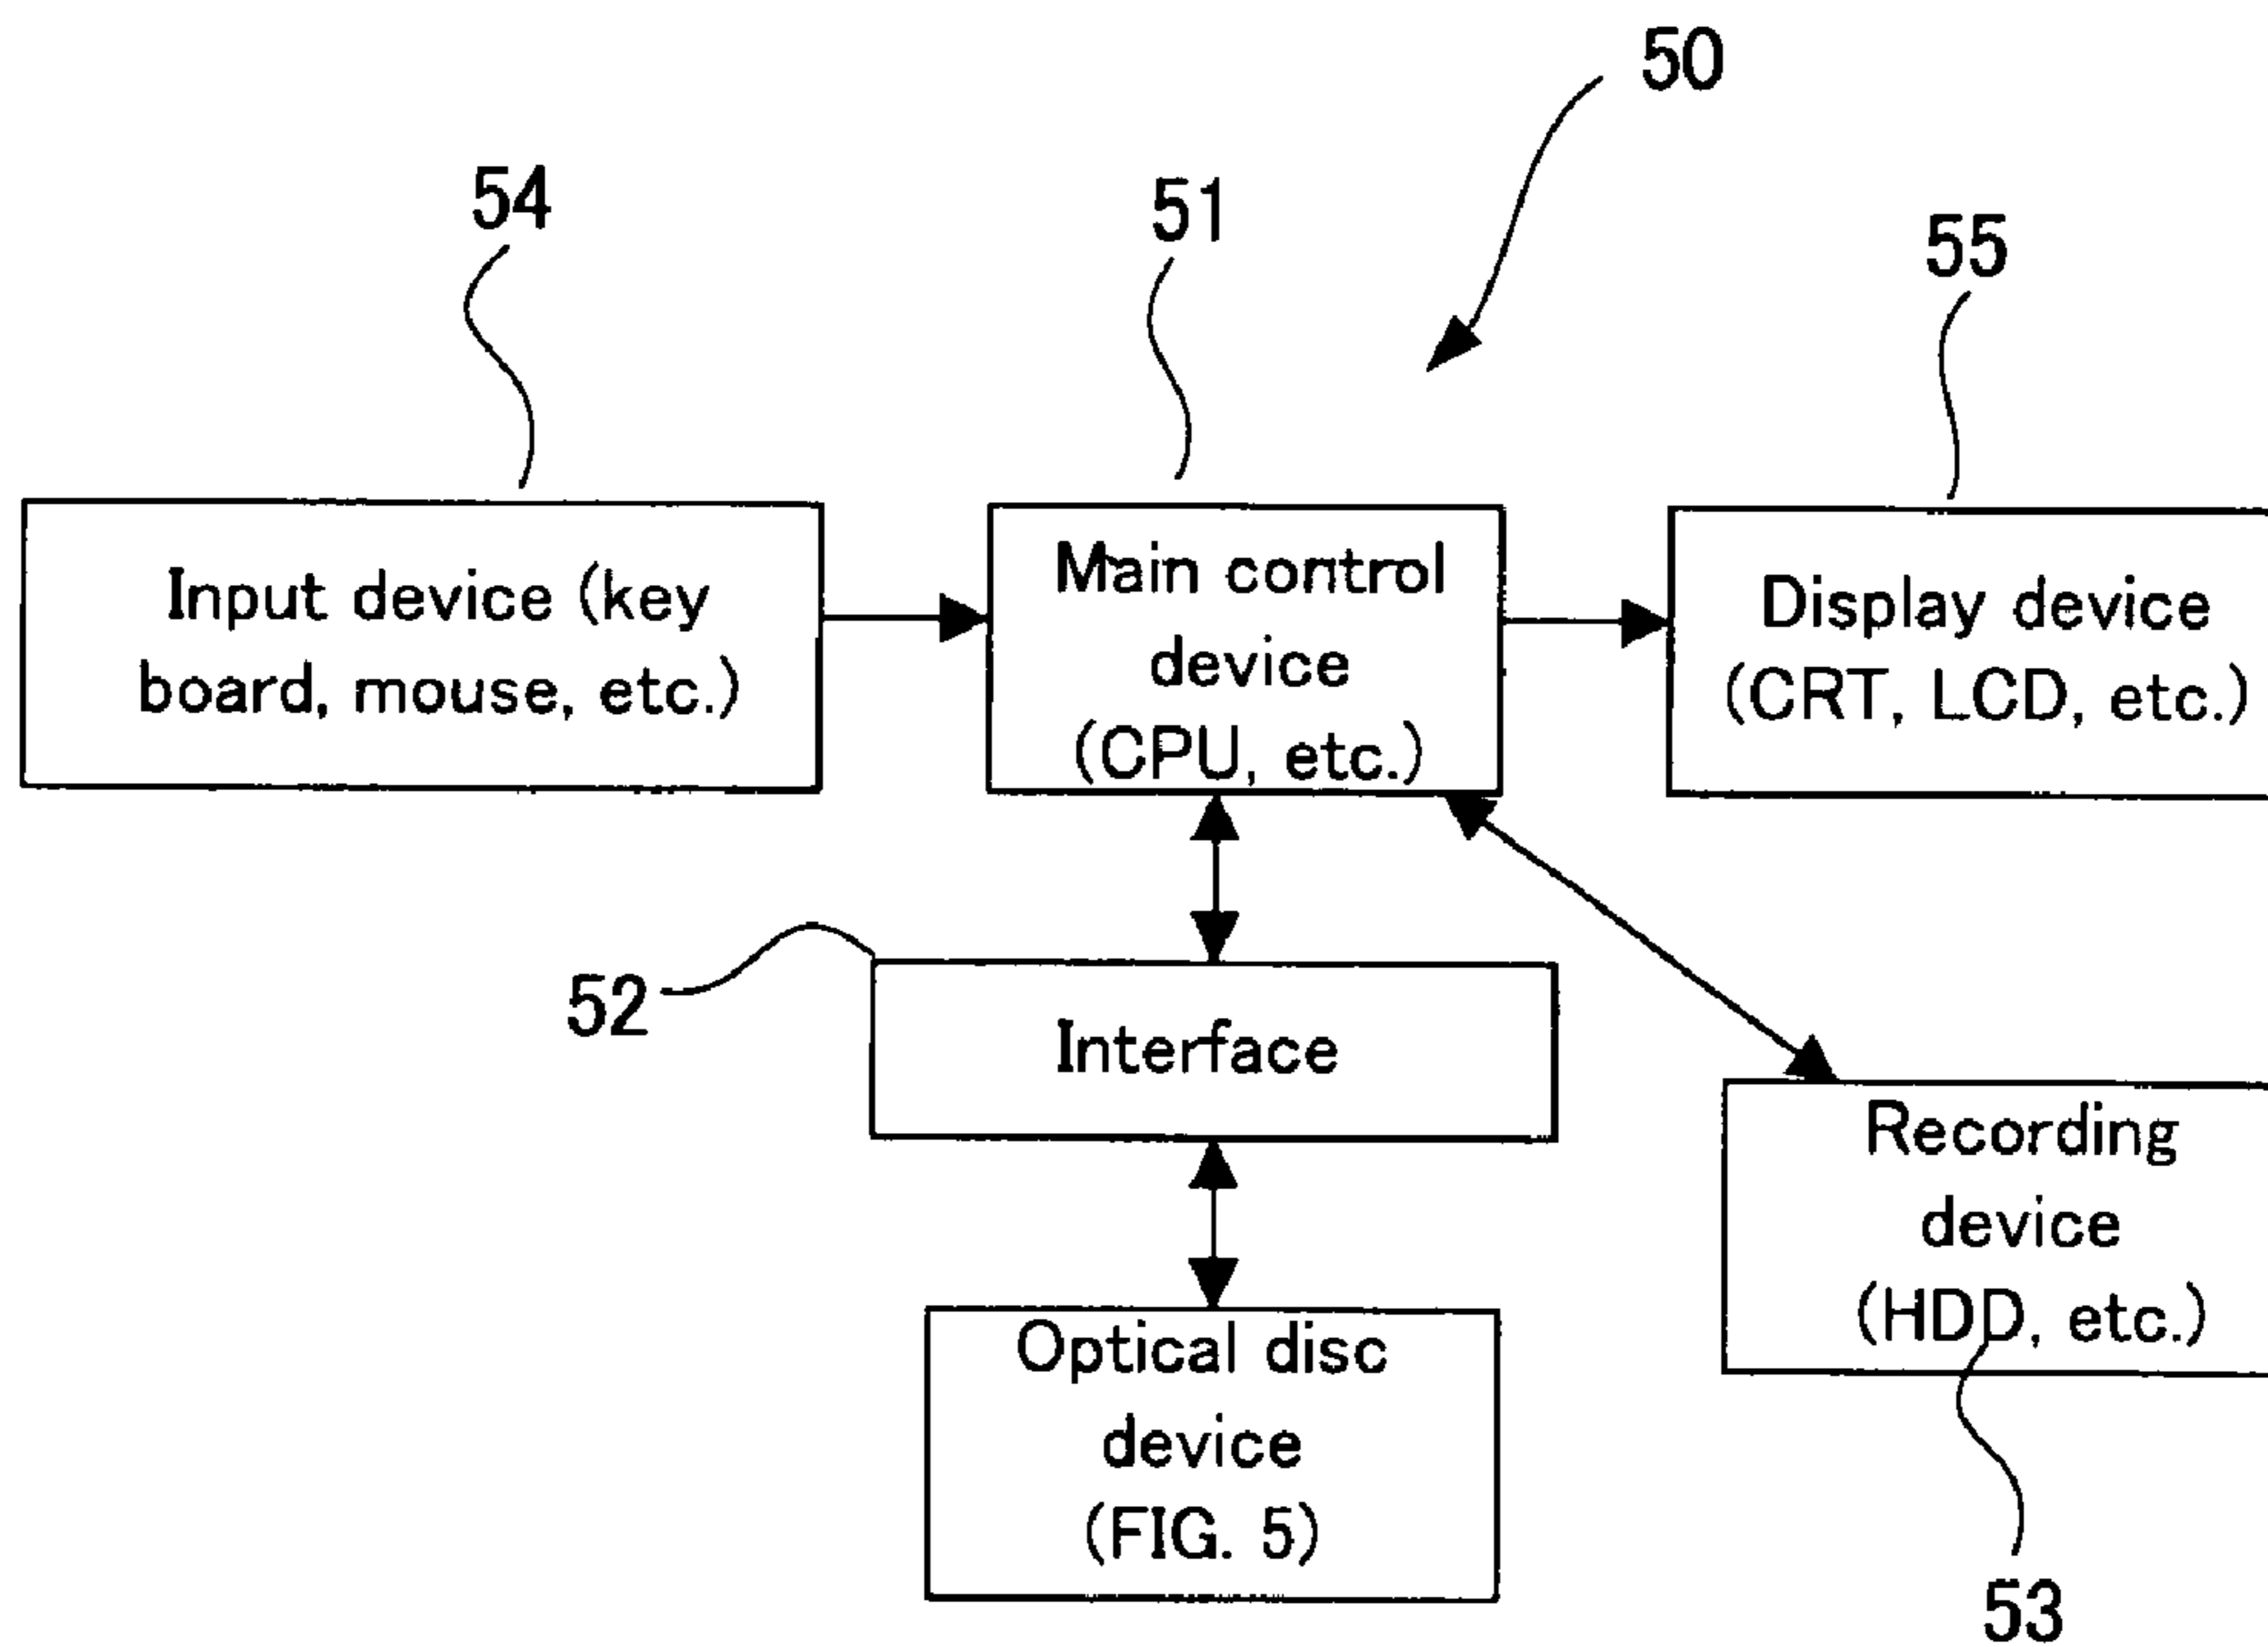 50
54
51
55
Input device (key
board, mouse, etc.)
Main control
device
(CPU, etc.)
Display device
(CRT, LCD, etc.)
52
Interface
Recording
device
(HDD, etc.)
Optical disc
device
(FIG. 5)
53